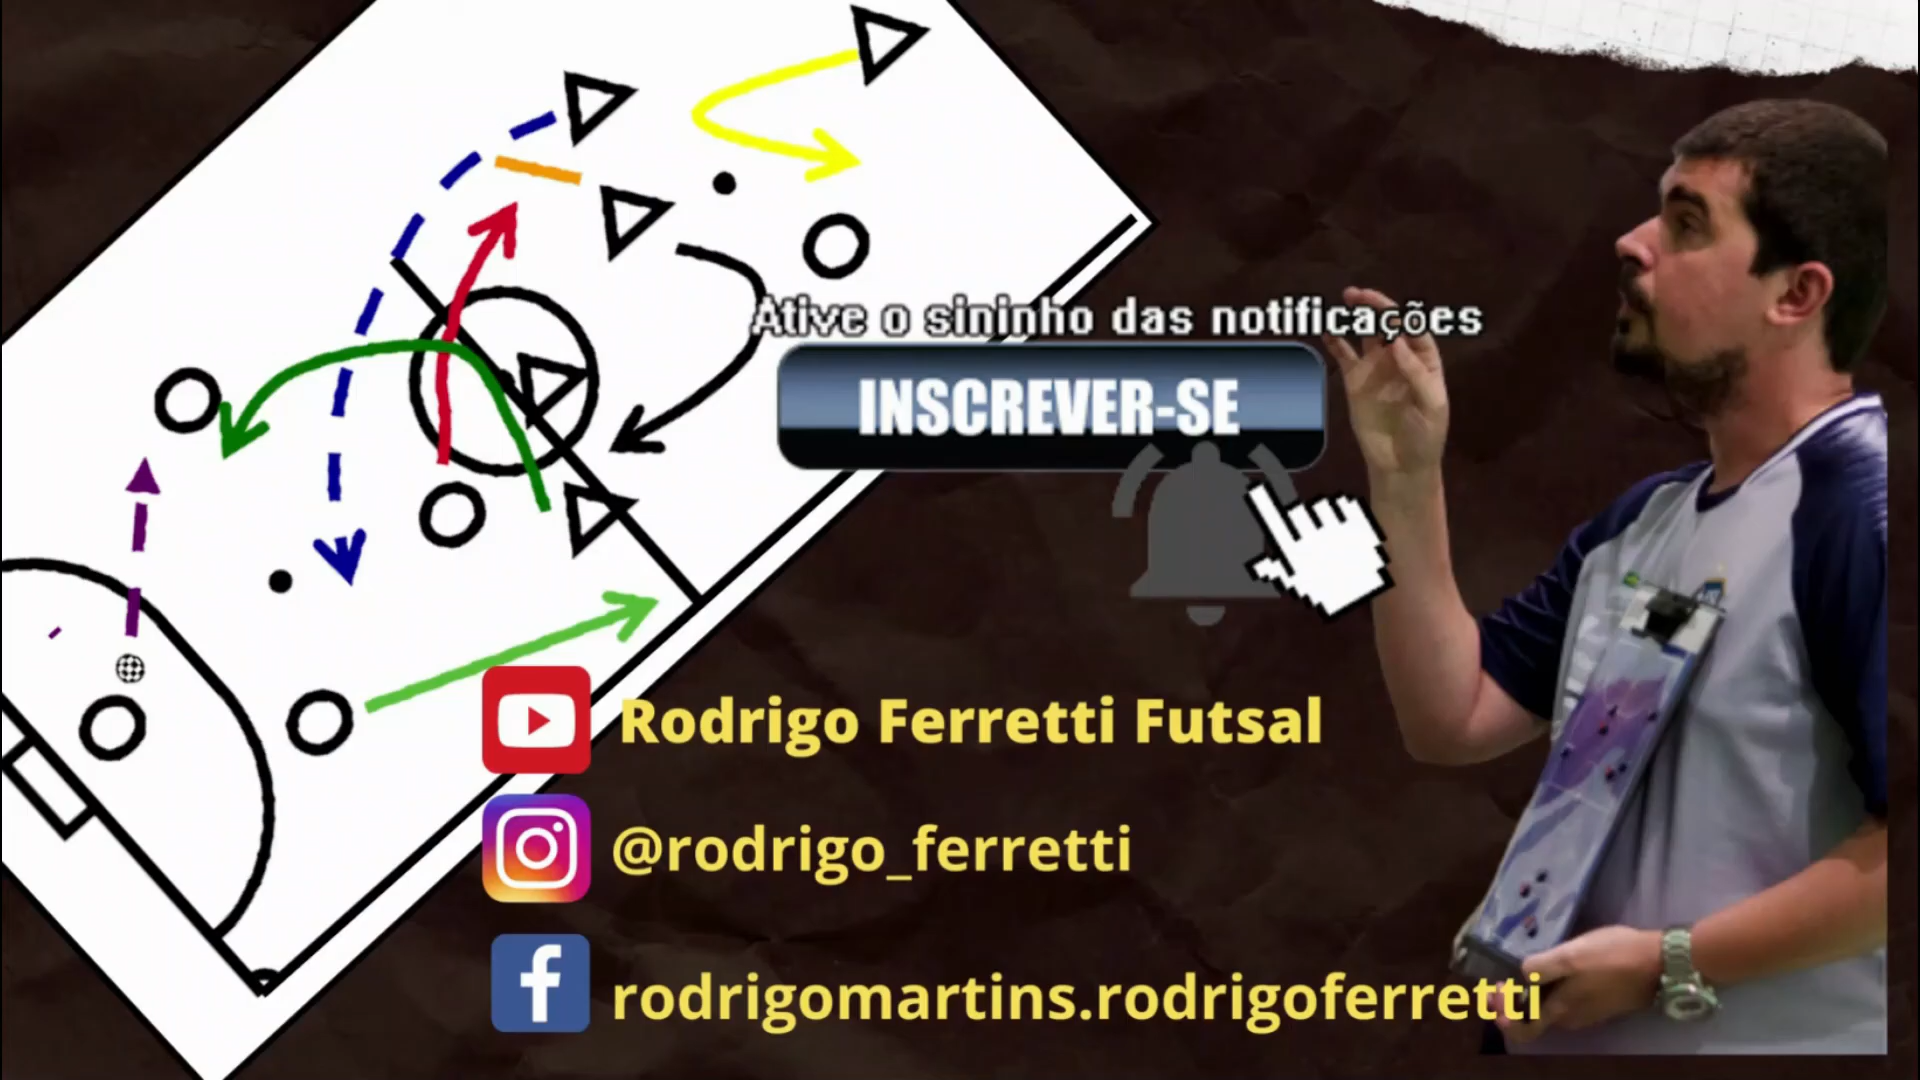 Ative o sininho das notificações
INSCREVER-SE
Rodrigo Ferretti Futsal
@rodrigo_ferretti
rodrigomartins.rodrigoferretti